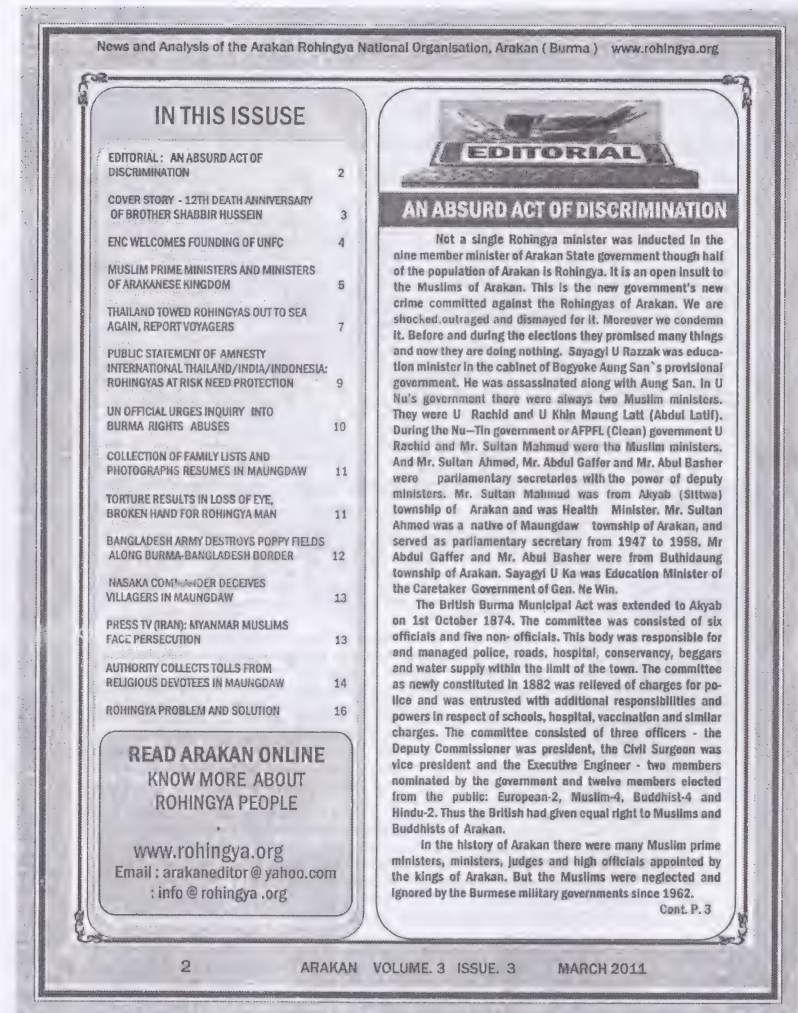 News and Analysis of the Arakan Rohingya National Organisation, Arakan ( Burma ) www.rohingya.org
IN THIS ISSUSE
EDITORIAL : AN ABSURD ACT OF
DISCRIMINATION 2
COVER STORY - 12TH DEATH ANNIVERSARY
OF BROTHER SHABBIR HUSSEIN 3
ENC WELCOMES FOUNDING OF UNFC 4
MUSLIM PRIME MINISTERS AND MINISTERS
OF ARAKANESE KINGDOM 5
THAILAND TOWED ROHINGYAS OUT TO SEA
AGAIN, REPORT VOYAGERS 7
PUBLIC STATEMENT OF AMNESTY
INTERNATIONAL THAILAND/INDIA/INDONESIA:
ROHINGYAS AT RISK NEED PROTECTION 9
UN OFFICIAL URGES INQUIRY INTO
BURMA RIGHTS ABUSES 10
COLLECTION OF FAMILY LISTS AND
PHOTOGRAPHS RESUMES IN MAUNGDAW 11
TORTURE RESULTS IN LOSS OF EYE,
BROKEN HAND FOR ROHINGYA MAN 11
BANGLADESH ARMY DESTROYS POPPY FIELDS
ALONG BURMA-BANGLADESH BORDER 12
NASAKA COMMANDER DECEIVES
VILLAGERS IN MAUNGDAW 13
PRESS TV (IRAN): MYANMAR MUSLIMS
FACE PERSECUTION 13
AUTHORITY COLLECTS TOLLS FROM
RELIGIOUS DEVOTEES IN MAUNGDAW 14
ROHINGYA PROBLEM AND SOLUTION 16
READ ARAKAN ONLINE
KNOW MORE ABOUT
ROHINGYA PEOPLE
www.rohingya.org
Email : arakaneditor @ yahoo.com
: info @ rohingya .org
EDITORIAL
AN ABSURD ACT OF DISCRIMINATION
Not a single Rohingya minister was inducted in the
nine member minister of Arakan State government though half
of the population of Arakan is Rohingya. It is an open insult to
the Muslims of Arakan. This is the new government's new
crime committed against the Rohingyas of Arakan. We are
shocked.outraged and dismayed for it. Moreover we condemn
it. Before and during the elections they promised many things
and now they are doing nothing. Sayagyi U Razzak was educa-
tion minister in the cabinet of Bogyoke Aung San`s provisional
government. He was assassinated along with Aung San. In U
Nu's government there were always two Muslim ministers.
They were U Rachid and U Khin Maung Latt (Abdul Latif).
During the Nu—Tin government or AFPFL (Clean) government U
Rachid and Mr. Sultan Mahmud were the Muslim ministers.
And Mr. Sultan Ahmed, Mr. Abdul Gaffer and Mr. Abul Basher
were parliamentary secretaries with the power of deputy
ministers. Mr. Sultan Mahmud was from Akyab (Sittwe)
township of Arakan and was Health Minister. Mr. Sultan
Ahmed was a native of Maungdaw township of Arakan, and
served as parliamentary secretary from 1947 to 1958. Mr
Abdul Gaffer and Mr. Abul Basher were from Buthidaung
township of Arakan. Sayagyi U Ka was Education Minister of
the Caretaker Government of Gen. Ne Win.
The British Burma Municipal Act was extended to Akyab
on 1st October 1874. The committee was consisted of six
officials and five non- officials. This body was responsible for
and managed police, roads, hospital, conservancy, beggars
and water supply within the limit of the town. The committee
as newly constituted in 1882 was relieved of charges for po-
lice and was entrusted with additional responsibilities and
powers in respect of schools, hospital, vaccination and similar
charges. The committee consisted of three officers - the
Deputy Commissioner was president, the Civil Surgeon was
vice president and the Executive Engineer - two members
nominated by the government and twelve members elected
from the public: European-2, Muslim-4, Buddhist-4 and
Hindu-2. Thus the British had given equal right to Muslims and
Buddhists of Arakan.
In the history of Arakan there were many Muslim prime
ministers, ministers, judges and high officials appointed by
the kings of Arakan. But the Muslims were neglected and
ignored by the Burmese military governments since 1962.
Cont. P. 3
2 ARAKAN VOLUME. 3 ISSUE. 3 MARCH 2011